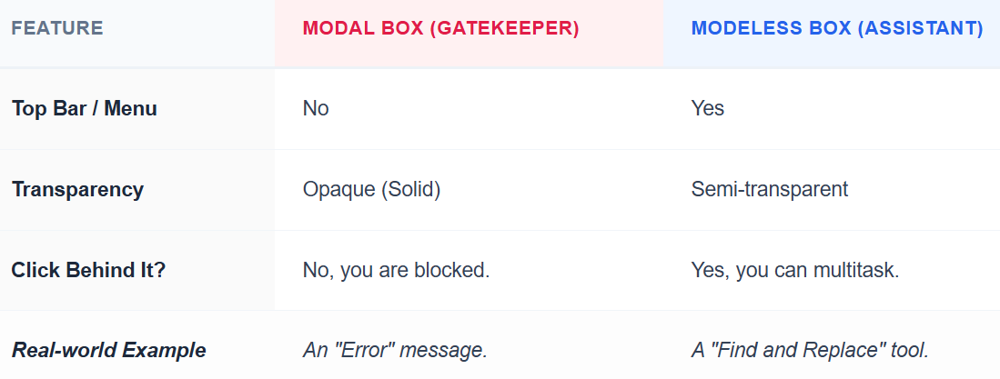 FEATURE MODAL BOX (GATEKEEPER) MODELESS BOX (ASSISTANT)
Top Bar / Menu No Yes
Transparency Opaque (Solid) Semi-transparent
Click Behind It? No, you are blocked. Yes, you can multitask.
Real-world Example An "Error" message. A "Find and Replace" tool.